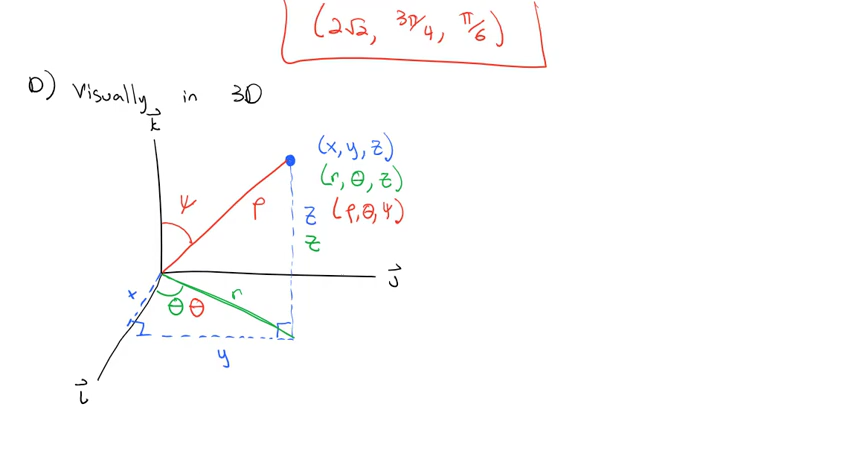 (2√2, 3π/4, π/6)
D) Visually in 3D
k⃗
(x, y, z)
(r, θ, z)
ψ
ρ
z (ρ, θ, ψ)
z
j⃗
x
θ θ
r
y
i⃗